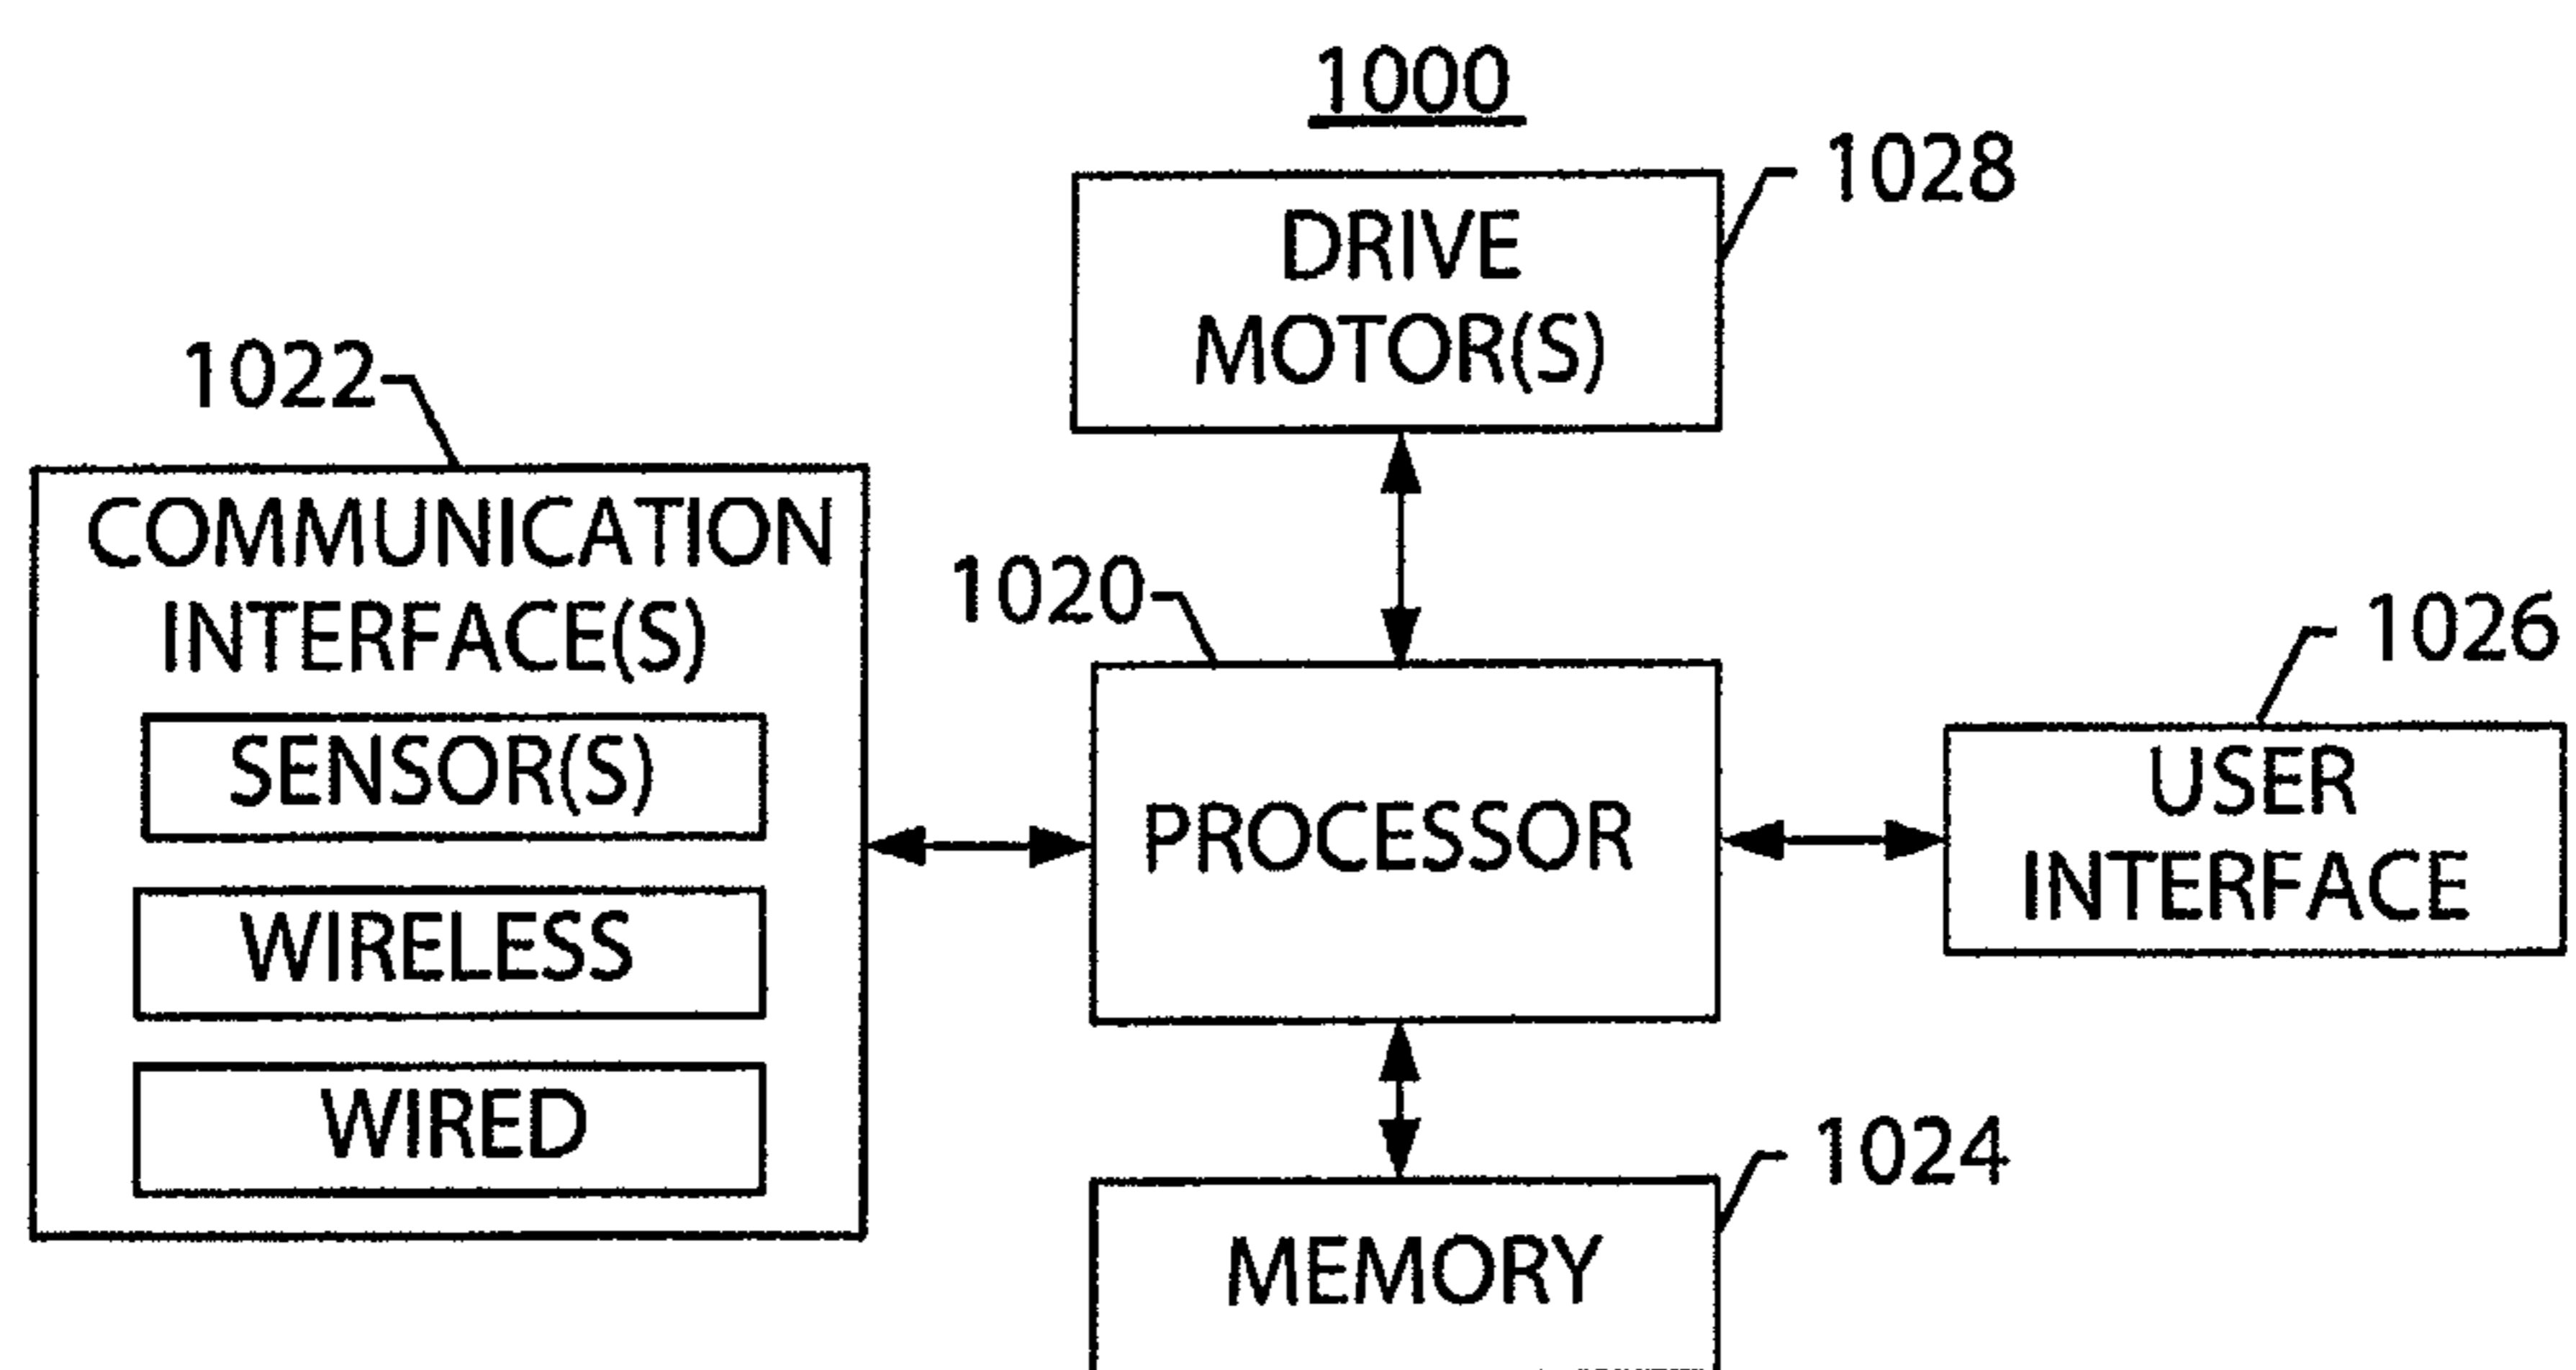 1000
1028
DRIVE
MOTOR(S)
1022
COMMUNICATION
INTERFACE(S)
SENSOR(S)
WIRELESS
WIRED
1020
PROCESSOR
1026
USER
INTERFACE
1024
MEMORY